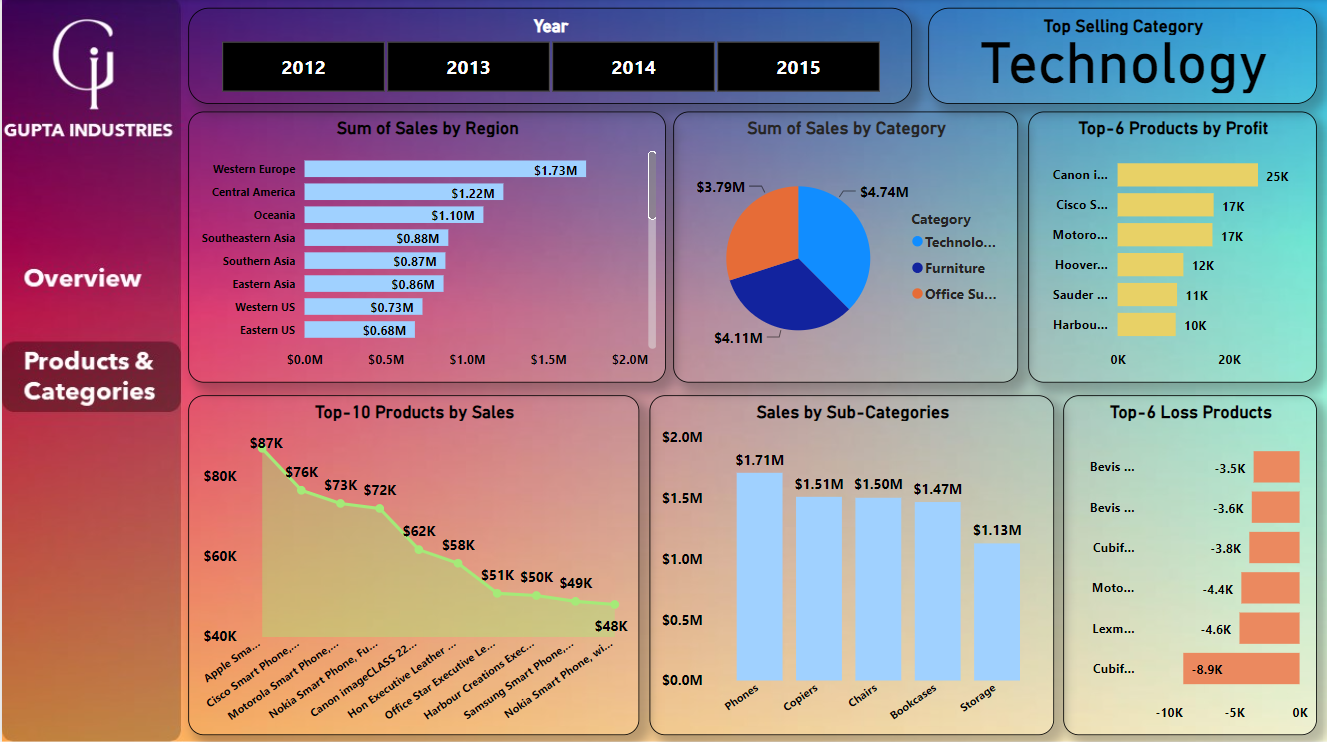 GUPTA INDUSTRIES
Overview
Products &
Categories
Year
2012
2013
2014
2015
Top Selling Category
Technology
Sum of Sales by Region
Western Europe
$1.73M
Central America
$1.22M
Oceania
$1.10M
Southeastern Asia
$0.88M
Southern Asia
$0.87M
Eastern Asia
$0.86M
Western US
$0.73M
Eastern US
$0.68M
$0.0M $0.5M $1.0M $1.5M $2.0M
Sum of Sales by Category
$3.79M
$4.74M
$4.11M
Category
Technolo...
Furniture
Office Su...
Top-6 Products by Profit
Canon i...
25K
Cisco S...
17K
Motoro...
17K
Hoover...
12K
Sauder ...
11K
Harbou...
10K
0K 20K
Top-10 Products by Sales
$80K
$60K
$40K
$87K
$76K
$73K
$72K
$62K
$58K
$51K
$50K
$49K
$48K
Apple Sma...
Cisco Smart Phone,...
Motorola Smart Phone,...
Nokia Smart Phone, Fu...
Canon imageCLASS 22...
Hon Executive Leather ...
Office Star Executive Le...
Harbour Creations Exec...
Samsung Smart Phone,...
Nokia Smart Phone, wi...
Sales by Sub-Categories
$2.0M
$1.5M
$1.0M
$0.5M
$0.0M
$1.71M
$1.51M
$1.50M
$1.47M
$1.13M
Phones
Copiers
Chairs
Bookcases
Storage
Top-6 Loss Products
Bevis ...
-3.5K
Bevis ...
-3.6K
Cubif...
-3.8K
Moto...
-4.4K
Lexm...
-4.6K
Cubif...
-8.9K
-10K -5K 0K